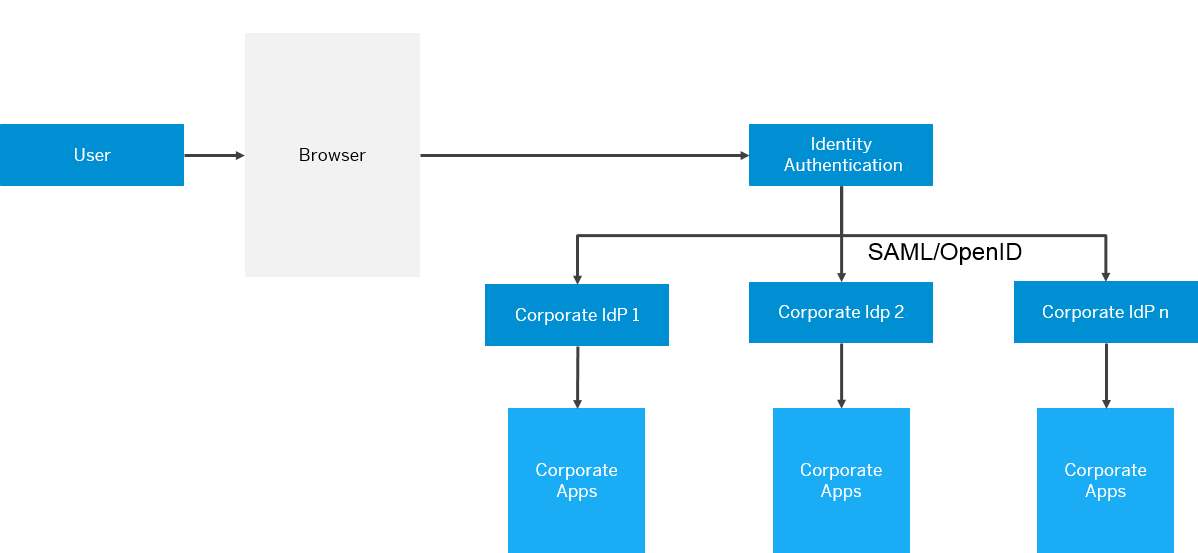 User
Browser
Identity
Authentication
SAML/OpenID
Corporate IdP 1
Corporate Idp 2
Corporate IdP n
Corporate
Apps
Corporate
Apps
Corporate
Apps